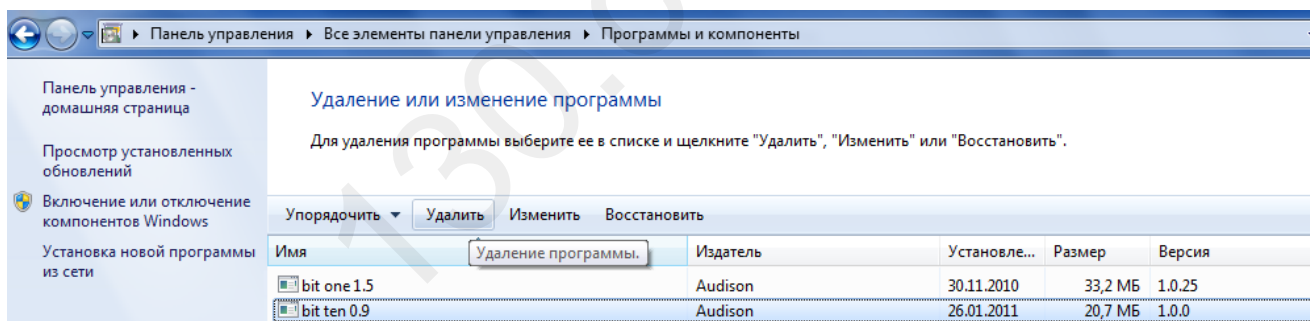 Панель управления ▸ Все элементы панели управления ▸ Программы и компоненты
Панель управления -
домашняя страница
Просмотр установленных
обновлений
Включение или отключение
компонентов Windows
Установка новой программы
из сети
Удаление или изменение программы
Для удаления программы выберите ее в списке и щелкните "Удалить", "Изменить" или "Восстановить".
Упорядочить Удалить Изменить Восстановить
Имя Издатель Установле... Размер Версия
Удаление программы.
bit one 1.5 Audison 30.11.2010 33,2 МБ 1.0.25
bit ten 0.9 Audison 26.01.2011 20,7 МБ 1.0.0
130.